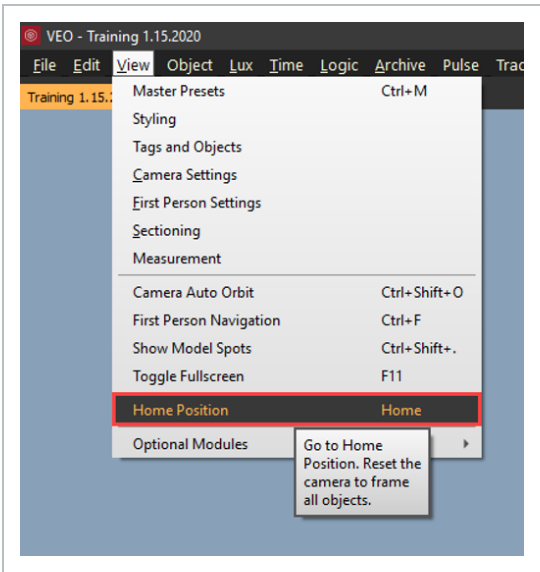 VEO - Training 1.15.2020
File Edit View Object Lux Time Logic Archive Pulse Trac
Training 1.15.
Master Presets Ctrl+M
Styling
Tags and Objects
Camera Settings
First Person Settings
Sectioning
Measurement
Camera Auto Orbit Ctrl+Shift+O
First Person Navigation Ctrl+F
Show Model Spots Ctrl+Shift+.
Toggle Fullscreen F11
Home Position Home
Optional Modules
Go to Home
Position. Reset the
camera to frame
all objects.